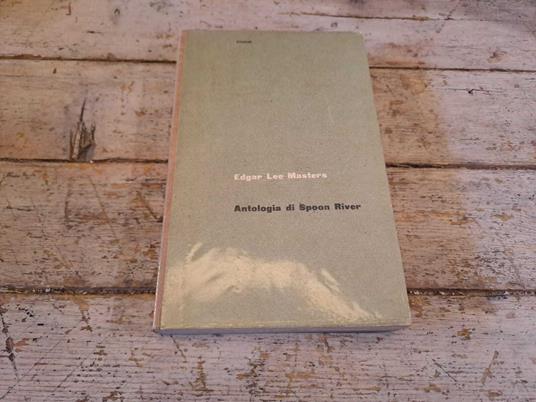 Edgar Lee Masters
Antologia di Spoon River